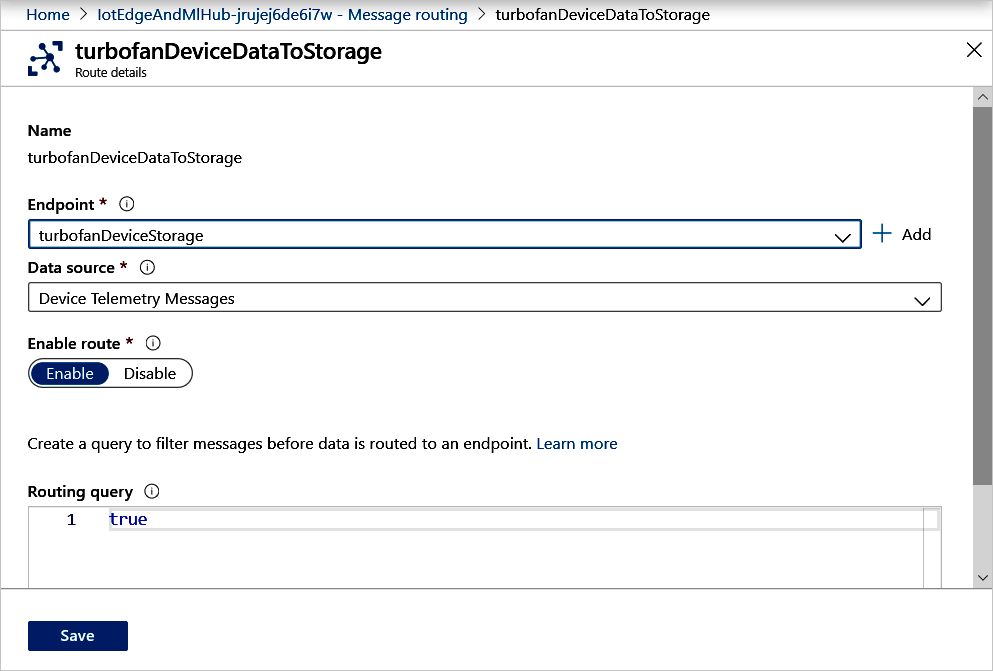 Home > IotEdgeAndMlHub-jrujej6de6i7w - Message routing > turbofanDeviceDataToStorage
turbofanDeviceDataToStorage
Route details
Name
turbofanDeviceDataToStorage
Endpoint *
turbofanDeviceStorage
Add
Data source *
Device Telemetry Messages
Enable route *
Enable Disable
Create a query to filter messages before data is routed to an endpoint. Learn more
Routing query
1 true
Save